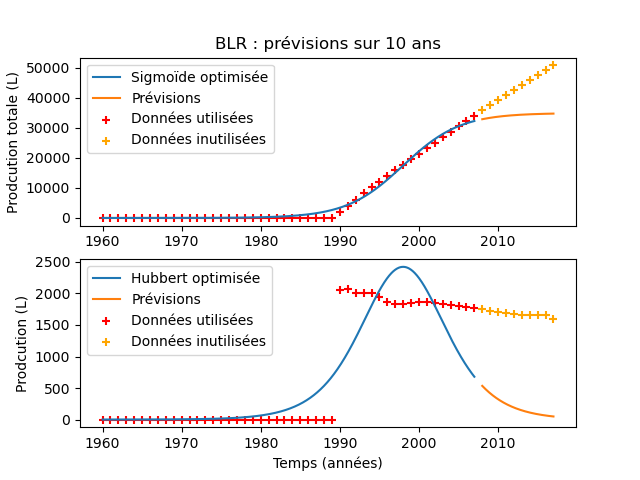 BLR : prévisions sur 10 ans
Prodcution totale (L)
50000
40000
30000
20000
10000
0
Sigmoïde optimisée
Prévisions
Données utilisées
Données inutilisées
1960 1970 1980 1990 2000 2010
Prodcution (L)
2500
2000
1500
1000
500
0
Hubbert optimisée
Prévisions
Données utilisées
Données inutilisées
1960 1970 1980 1990 2000 2010
Temps (années)